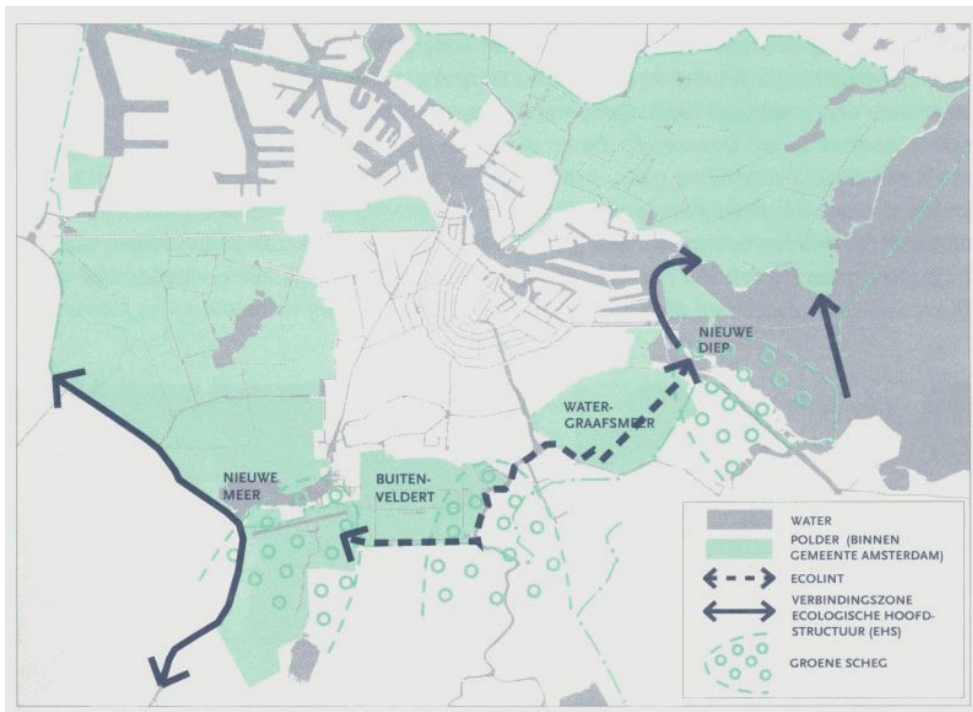 NIEUWE
DIEP
WATER-
GRAAFSMEER
NIEUWE
MEER
BUITEN-
VELDERT
WATER
POLDER (BINNEN
GEMEENTE AMSTERDAM)
ECOLINT
VERBINDINGSZONE
ECOLOGISCHE HOOFD-
STRUCTUUR (EHS)
GROENE SCHEG